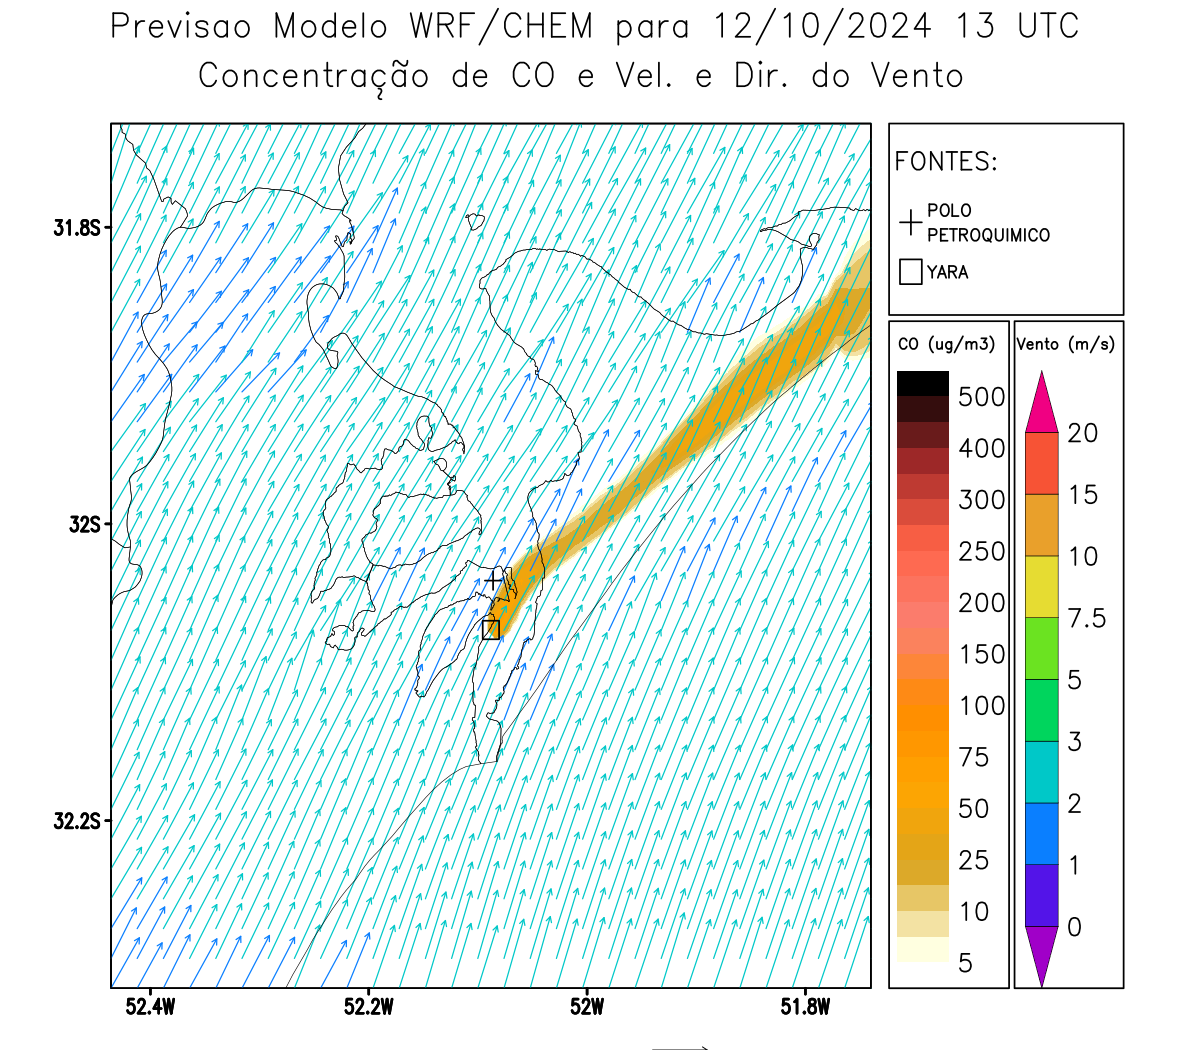 Previsao Modelo WRF/CHEM para 12/10/2024 13 UTC
Concentração de CO e Vel. e Dir. do Vento
FONTES:
POLO
PETROQUIMICO
YARA
CO (ug/m3)
500
400
300
250
200
150
100
75
50
25
10
5
Vento (m/s)
20
15
10
7.5
5
3
2
1
0
31.8S
32S
32.2S
52.4W
52.2W
52W
51.8W